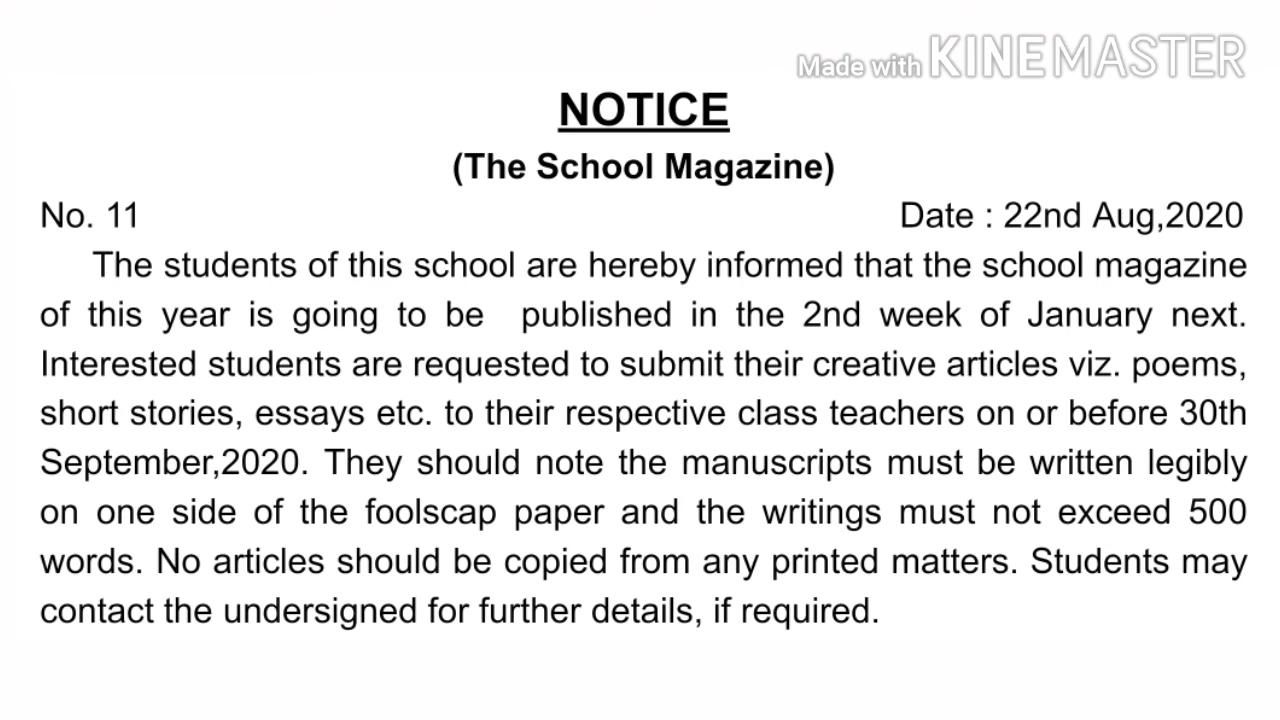 Made with KINEMASTER
NOTICE
(The School Magazine)
No. 11 Date : 22nd Aug,2020
The students of this school are hereby informed that the school magazine
of this year is going to be published in the 2nd week of January next.
Interested students are requested to submit their creative articles viz. poems,
short stories, essays etc. to their respective class teachers on or before 30th
September,2020. They should note the manuscripts must be written legibly
on one side of the foolscap paper and the writings must not exceed 500
words. No articles should be copied from any printed matters. Students may
contact the undersigned for further details, if required.